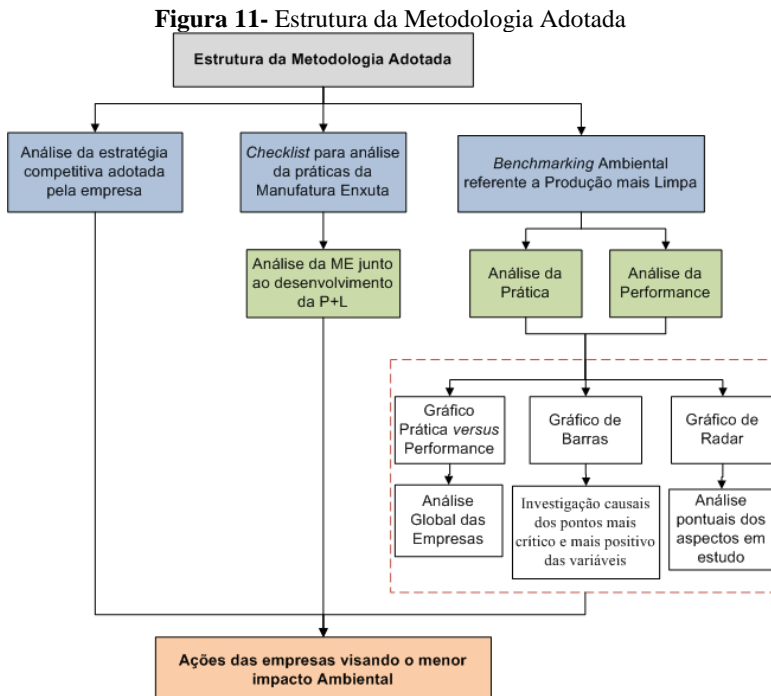 Figura 11- Estrutura da Metodologia Adotada
Estrutura da Metodologia Adotada
Análise da estratégia
competitiva adotada
pela empresa
Checklist para análise
da práticas da
Manufatura Enxuta
Benchmarking Ambiental
referente a Produção mais Limpa
Análise da ME junto
ao desenvolvimento
da P+L
Análise da
Prática
Análise da
Performance
Gráfico
Prática versus
Performance
Gráfico de
Barras
Gráfico de
Radar
Análise
Global das
Empresas
Investigação causais
dos pontos mais
crítico e mais positivo
das variáveis
Análise
pontuais dos
aspectos em
estudo
Ações das empresas visando o menor
impacto Ambiental